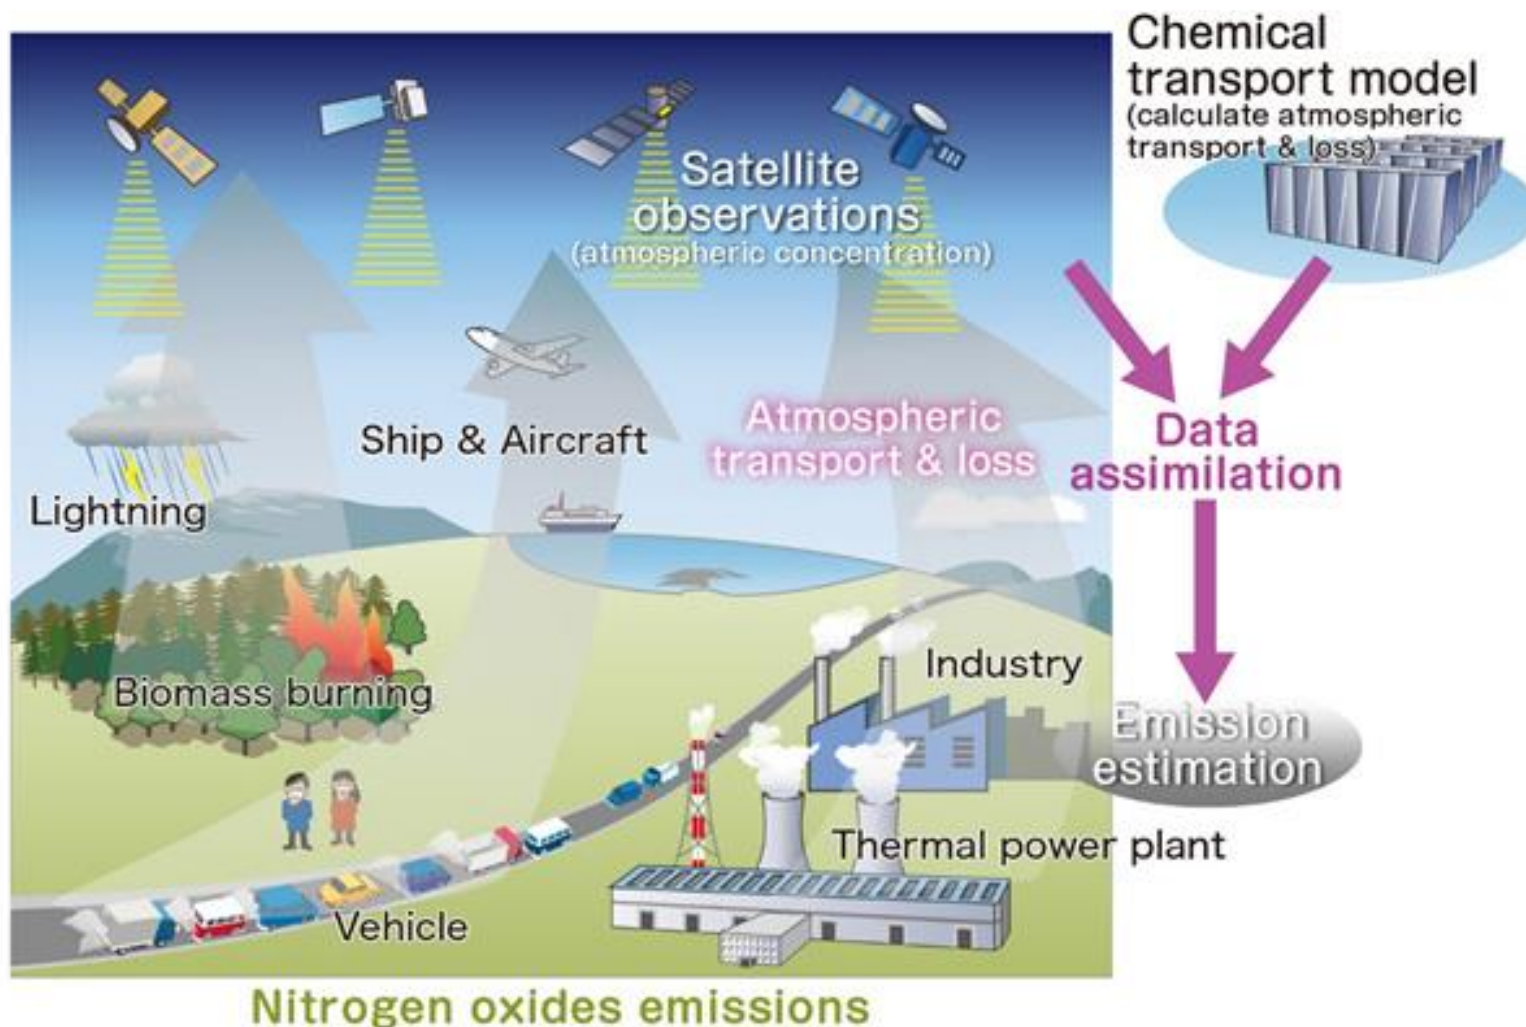 Chemical
transport model
(calculate atmospheric
transport & loss)
Satellite
observations
(atmospheric concentration)
Ship & Aircraft
Atmospheric
transport & loss
Data
assimilation
Lightning
Biomass burning
Industry
Emission
estimation
Thermal power plant
Vehicle
Nitrogen oxides emissions